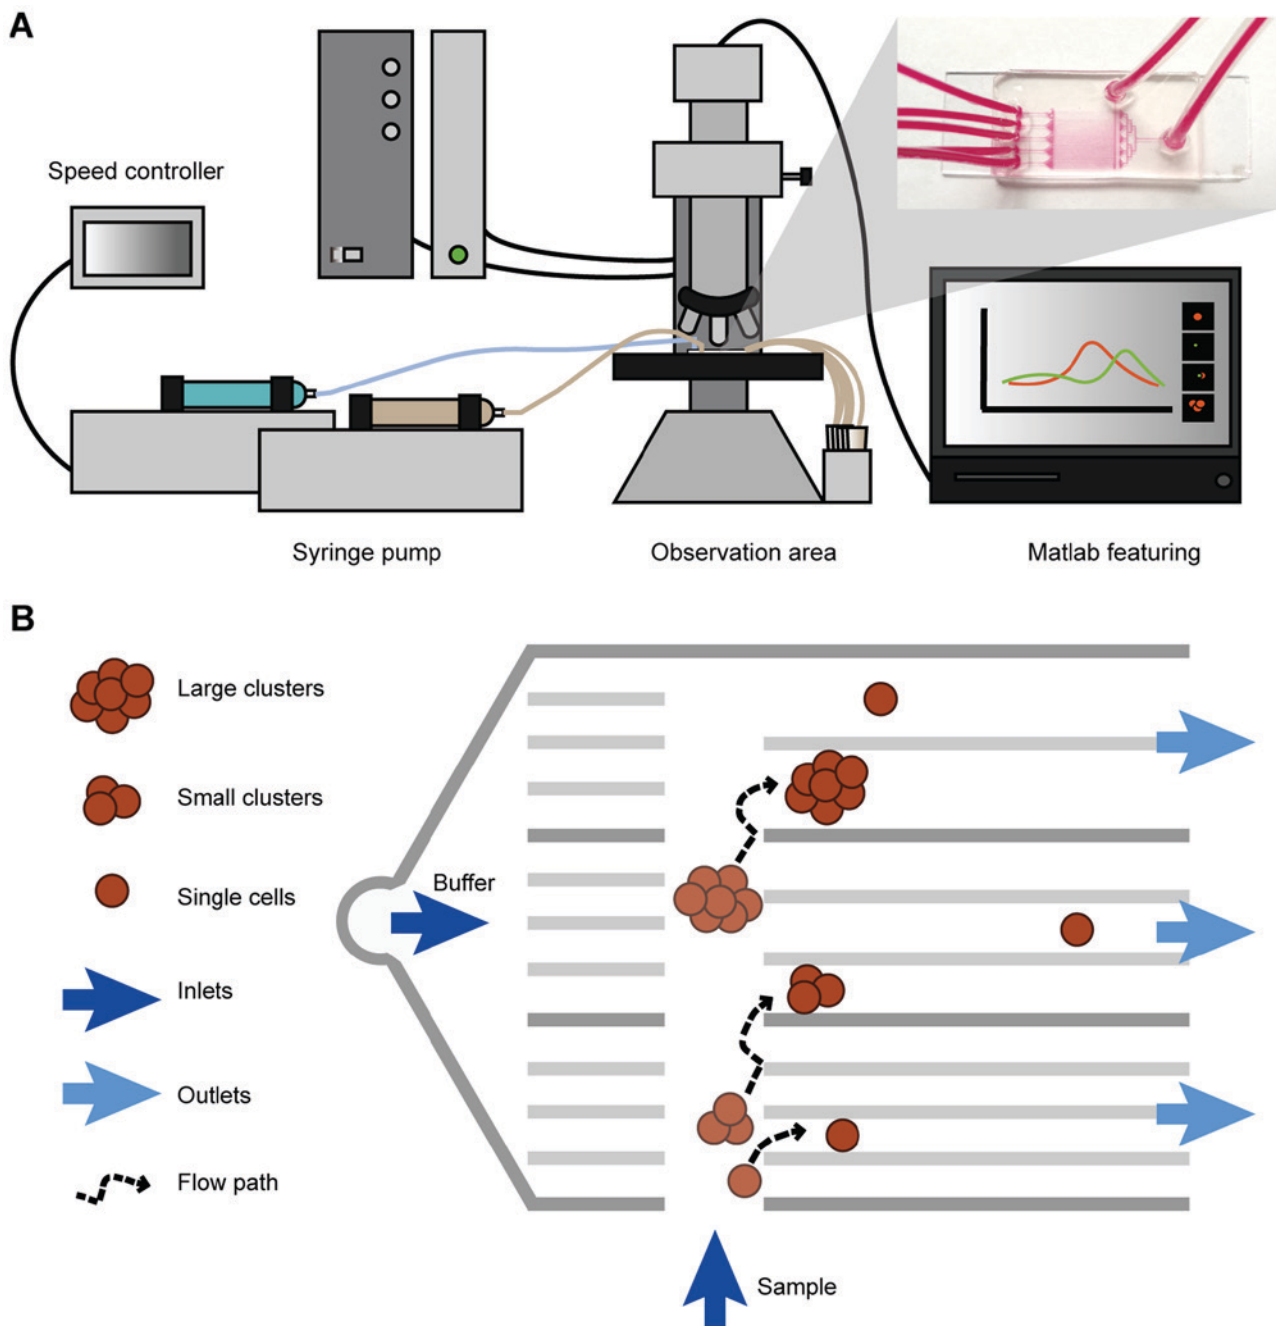 A
Speed controller
Syringe pump
Observation area
Matlab featuring
B
Large clusters
Small clusters
Single cells
Inlets
Outlets
Flow path
Buffer
Sample